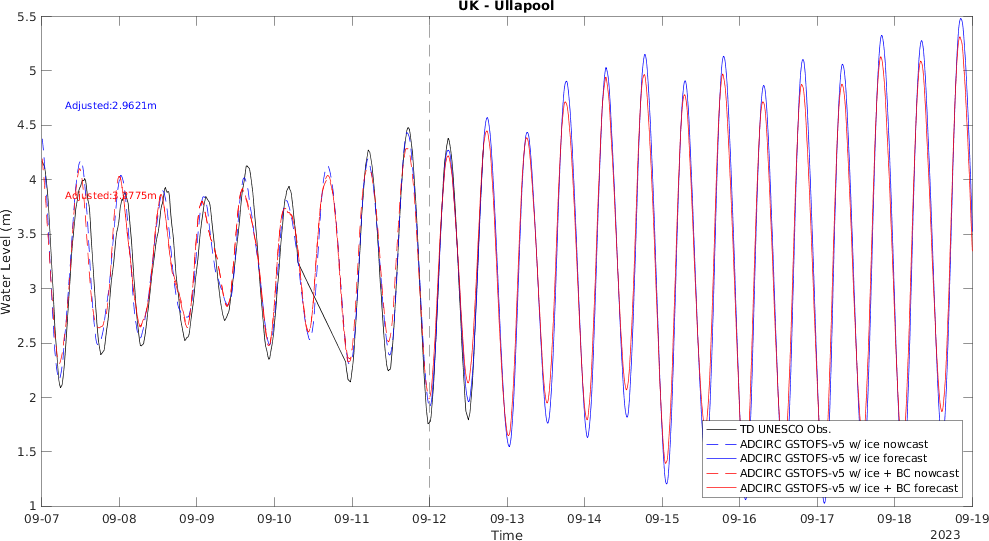 UK - Ullapool
5.5
5
4.5
4
3.5
3
2.5
2
1.5
1
Water Level (m)
Adjusted:2.9621m
TD UNESCO Obs.
ADCIRC GSTOFS-v5 w/ ice nowcast
ADCIRC GSTOFS-v5 w/ ice forecast
ADCIRC GSTOFS-v5 w/ ice + BC nowcast
ADCIRC GSTOFS-v5 w/ ice + BC forecast
09-07 09-08 09-09 09-10 09-11 09-12 09-13 09-14 09-15 09-16 09-17 09-18 09-19
Time
2023